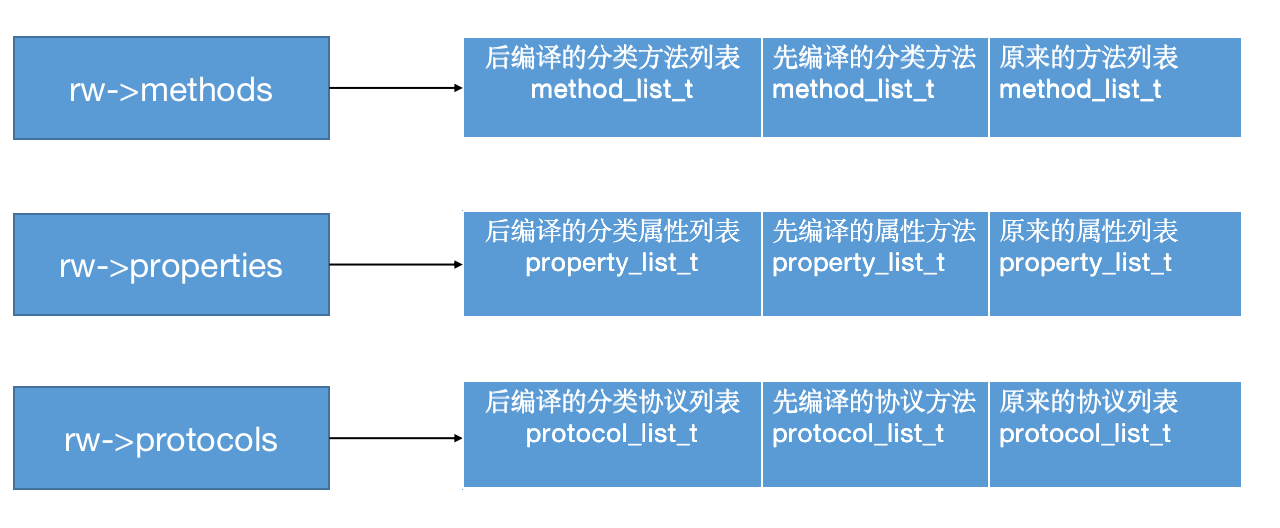 rw->methods
后编译的分类方法列表
method_list_t
先编译的分类方法
method_list_t
原来的方法列表
method_list_t
rw->properties
后编译的分类属性列表
property_list_t
先编译的属性方法
property_list_t
原来的属性列表
property_list_t
rw->protocols
后编译的分类协议列表
protocol_list_t
先编译的协议方法
protocol_list_t
原来的协议列表
protocol_list_t